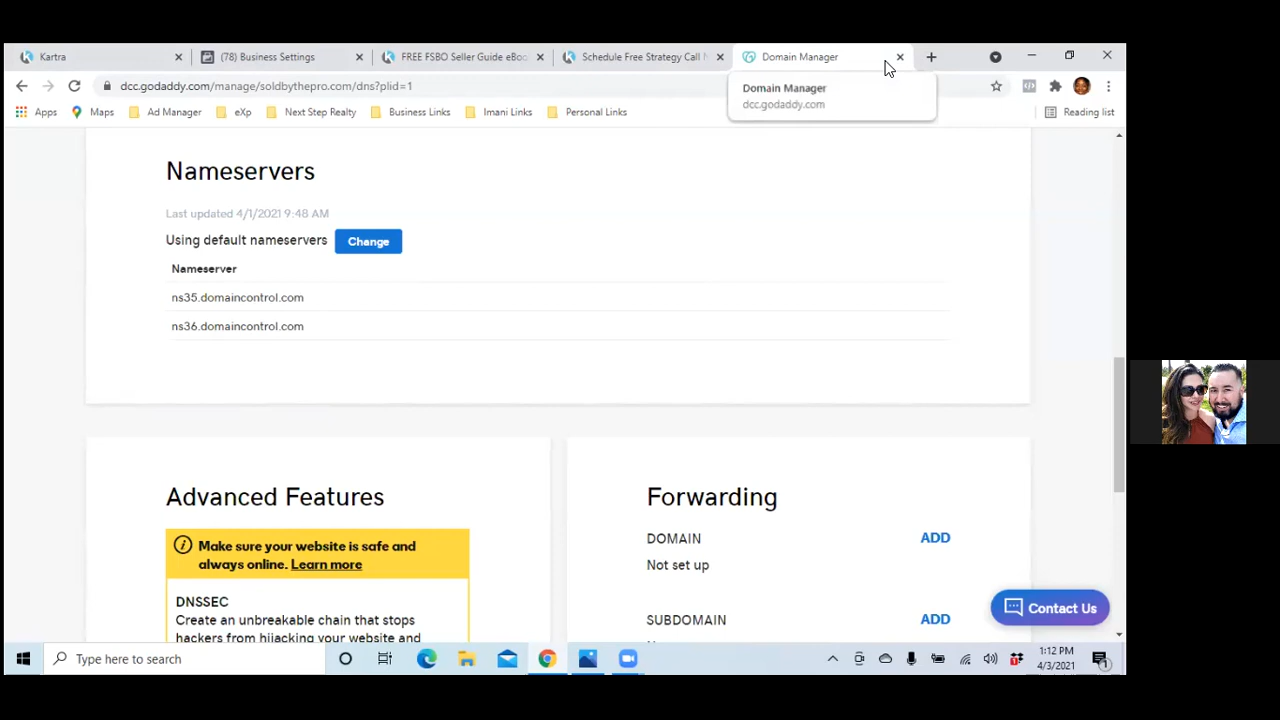 Kartra
(78) Business Settings
FREE FSBO Seller Guide eBoo
Schedule Free Strategy Call
Domain Manager
dcc.godaddy.com/manage/soldbythepro.com/dns?plid=1
Domain Manager
dcc.godaddy.com
Apps
Maps
Ad Manager
eXp
Next Step Realty
Business Links
Imani Links
Personal Links
Reading list
Nameservers
Last updated 4/1/2021 9:48 AM
Using default nameservers
Change
Nameserver
ns35.domaincontrol.com
ns36.domaincontrol.com
Advanced Features
Make sure your website is safe and
always online. Learn more
DNSSEC
Create an unbreakable chain that stops
hackers from hijacking your website and
Forwarding
DOMAIN
ADD
Not set up
SUBDOMAIN
ADD
Contact Us
Type here to search
1:12 PM
4/3/2021
1